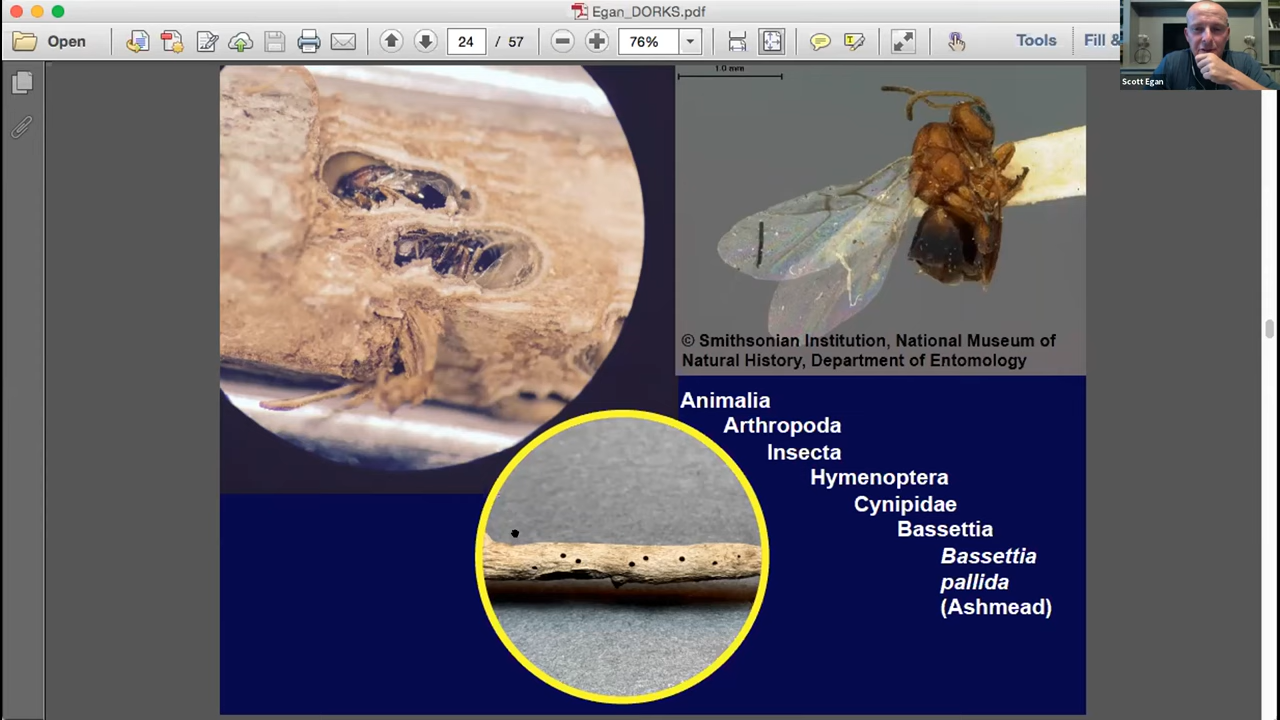 Egan_DORKS.pdf
Open
24 / 57
76%
Tools
Fill &
Scott Egan
1.0 mm
© Smithsonian Institution, National Museum of
Natural History, Department of Entomology
Animalia
Arthropoda
Insecta
Hymenoptera
Cynipidae
Bassettia
Bassettia
pallida
(Ashmead)